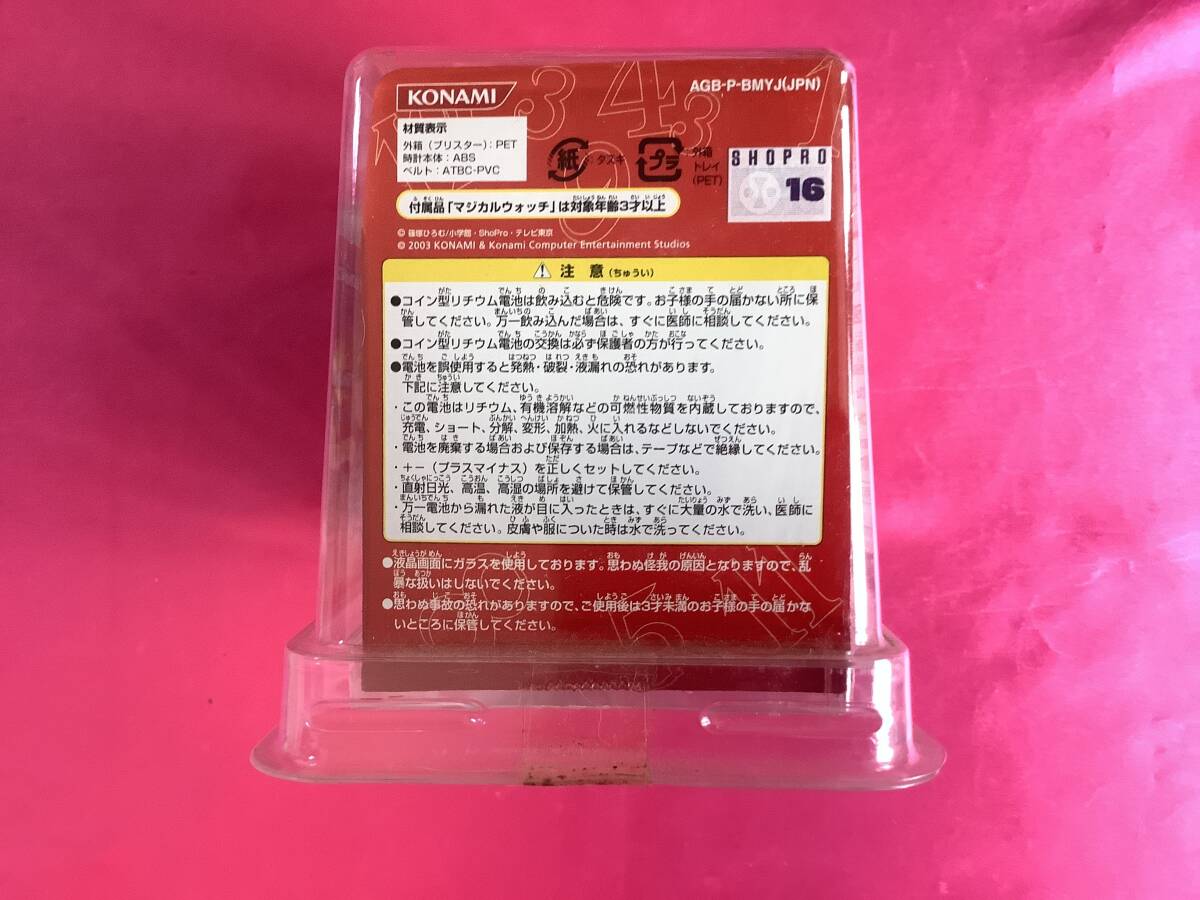 KONAMI
AGB-P-BMYJ(JPN)
材質表示
外箱(ブリスター):PET
時計本体:ABS
ベルト:ATBC-PVC
紙:タスキ
プラ:外箱
トレイ
(PET)
SHOPRO
16
付属品「マジカルウォッチ」は対象年齢3才以上
© 篠塚ひろむ/小学館・ShoPro・テレビ東京
© 2003 KONAMI & Konami Computer Entertainment Studios
注意(ちゅうい)
●コイン型リチウム電池は飲み込むと危険です。お子様の手の届かない所に保
管してください。万一飲み込んだ場合は、すぐに医師に相談してください。
●コイン型リチウム電池の交換は必ず保護者の方が行ってください。
●電池を誤使用すると発熱・破裂・液漏れの恐れがあります。
下記に注意してください。
・この電池はリチウム、有機溶解などの可燃性物質を内蔵しておりますので、
充電、ショート、分解、変形、加熱、火に入れるなどしないでください。
・電池を廃棄する場合および保存する場合は、テープなどで絶縁してください。
・+−(プラスマイナス)を正しくセットしてください。
・直射日光、高温、高湿の場所を避けて保管してください。
・万一電池から漏れた液が目に入ったときは、すぐに大量の水で洗い、医師に
相談してください。皮膚や服についた時は水で洗ってください。
●液晶画面にガラスを使用しております。思わぬ怪我の原因となりますので、乱
暴な扱いはしないでください。
●思わぬ事故の恐れがありますので、ご使用後は3才未満のお子様の手の届かな
いところに保管してください。